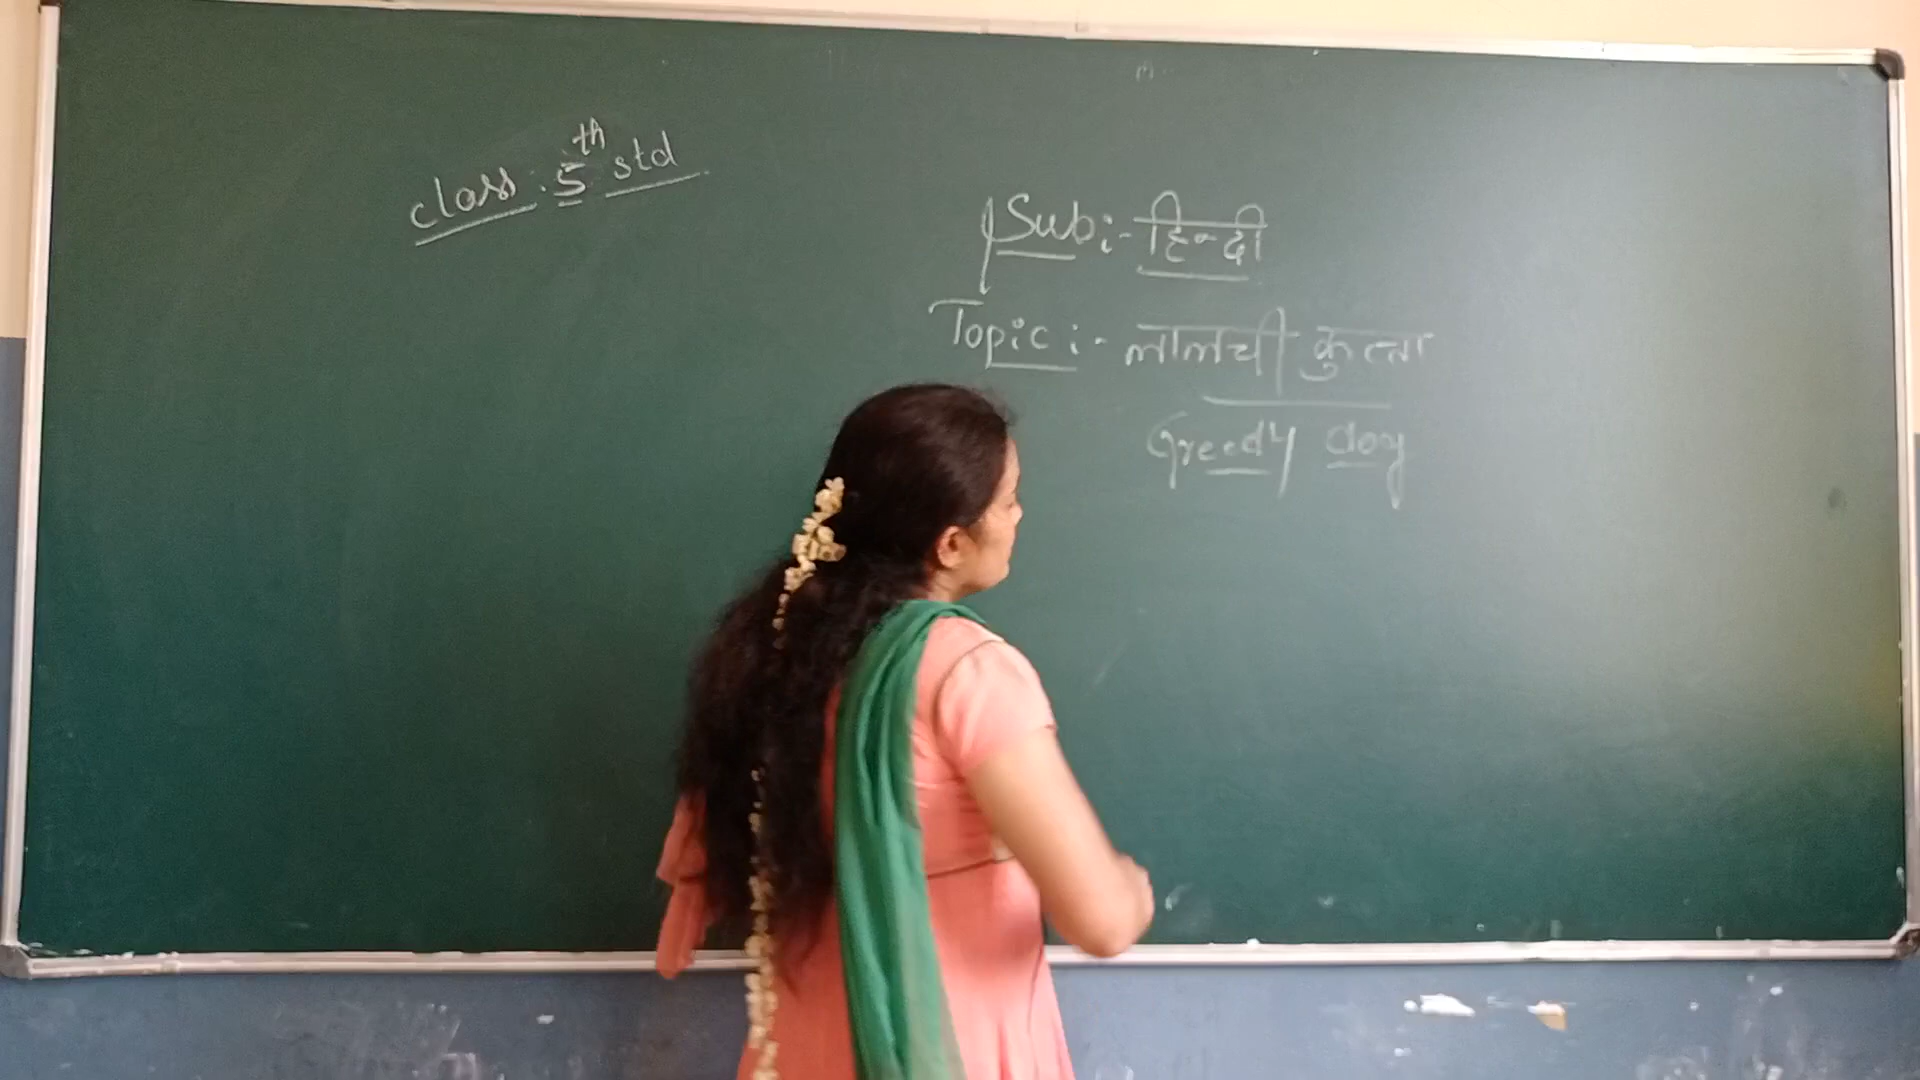 class : 5th std
Sub :- हिन्दी
Topic :- लालची कुत्ता
Greedy dog